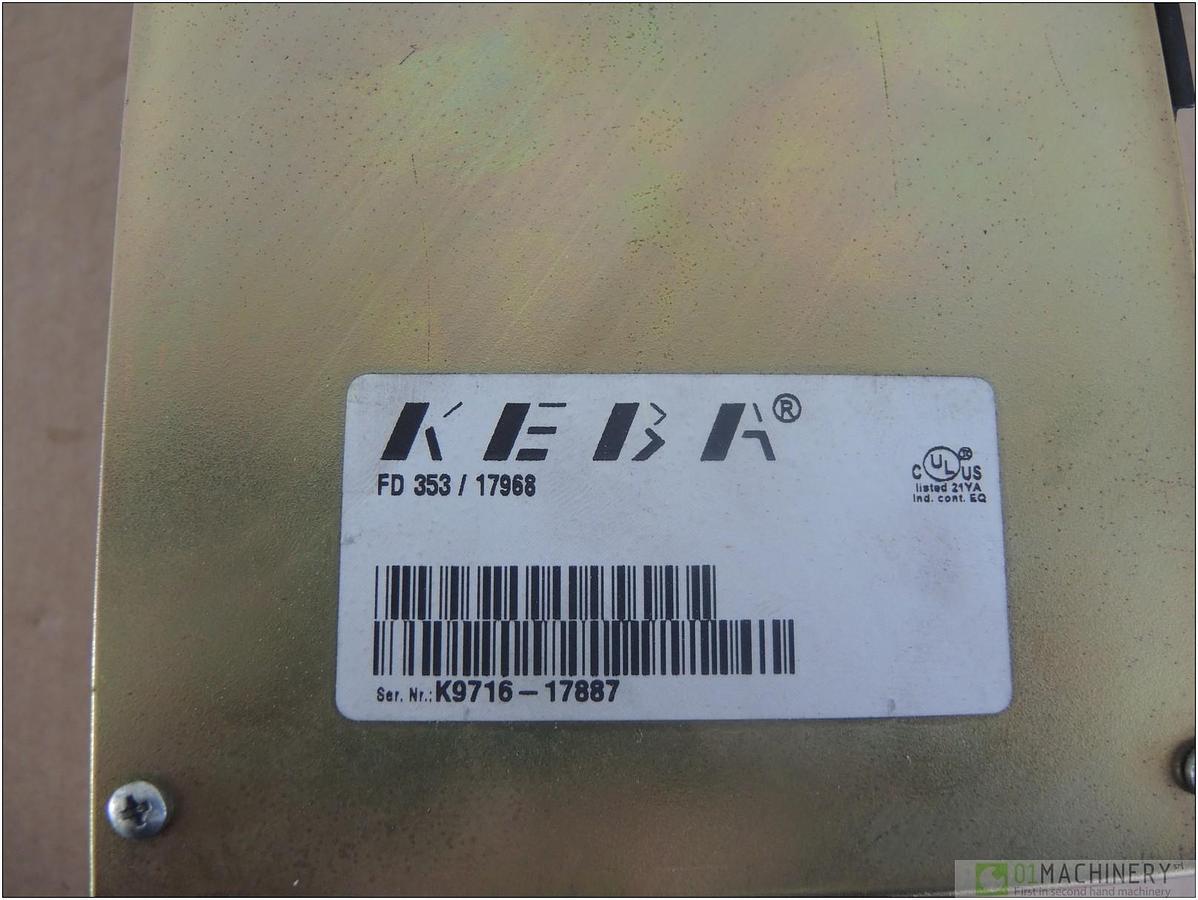 KEBA®
FD 353 / 17968
C UL® US
listed 21YA
Ind. cont. EQ
Ser. Nr.: K9716-17887
01MACHINERY srl
First in second hand machinery